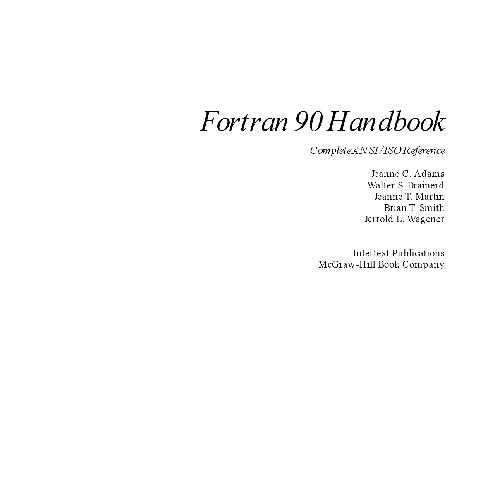 Fortran 90 Handbook
Complete ANSI/ISO Reference
Jeanne C. Adams
Walter S. Brainerd
Jeanne T. Martin
Brian T. Smith
Jerrold L. Wagener
Intertext Publications
McGraw-Hill Book Company